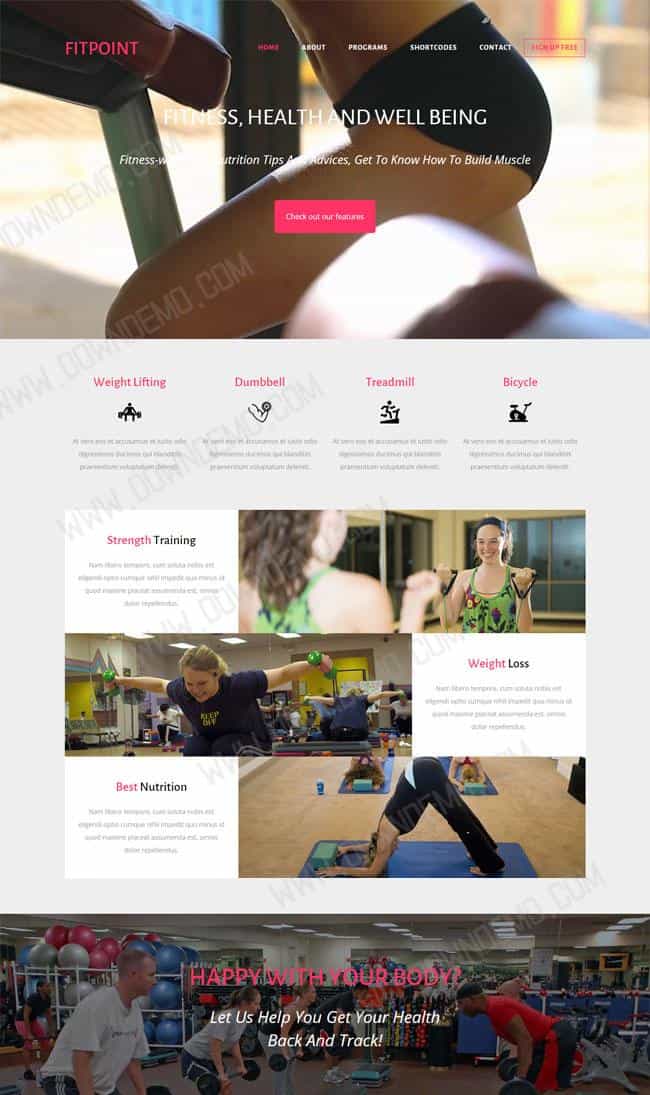 FITPOINT
HOME ABOUT PROGRAMS SHORTCODES CONTACT SIGN UP FREE
FITNESS, HEALTH AND WELL BEING
Nutrition Tips And Advices, Get To Know How To Build Muscle
Check out our features
Weight Lifting Dumbbell Treadmill Bicycle
At vero eos et accusamus et iusto odio At vero eos et accusamus et iusto odio At vero eos et accusamus et iusto odio At vero eos et accusamus et iusto odio
dignissimos ducimus qui blanditiis dignissimos ducimus qui blanditiis dignissimos ducimus qui blanditiis dignissimos ducimus qui blanditiis
praesentium voluptatum deleniti. praesentium voluptatum deleniti. praesentium voluptatum deleniti. praesentium voluptatum deleniti.
Strength Training
Nam libero tempore, cum soluta nobis est
eligendi optio cumque nihil impedit quo minus id
quod maxime placeat assumenda est, omnis
dolor repellendus.
KEEP
OFF
Weight Loss
Nam libero tempore, cum soluta nobis est
eligendi optio cumque nihil impedit quo minus id
quod maxime placeat assumenda est, omnis
dolor repellendus.
Best Nutrition
Nam libero tempore, cum soluta nobis est
eligendi optio cumque nihil impedit quo minus id
quod maxime placeat assumenda est, omnis
dolor repellendus.
HAPPY WITH YOUR BODY?
Let Us Help You Get Your Health
Back And Track!
WWW.DOWNDEMO.COM